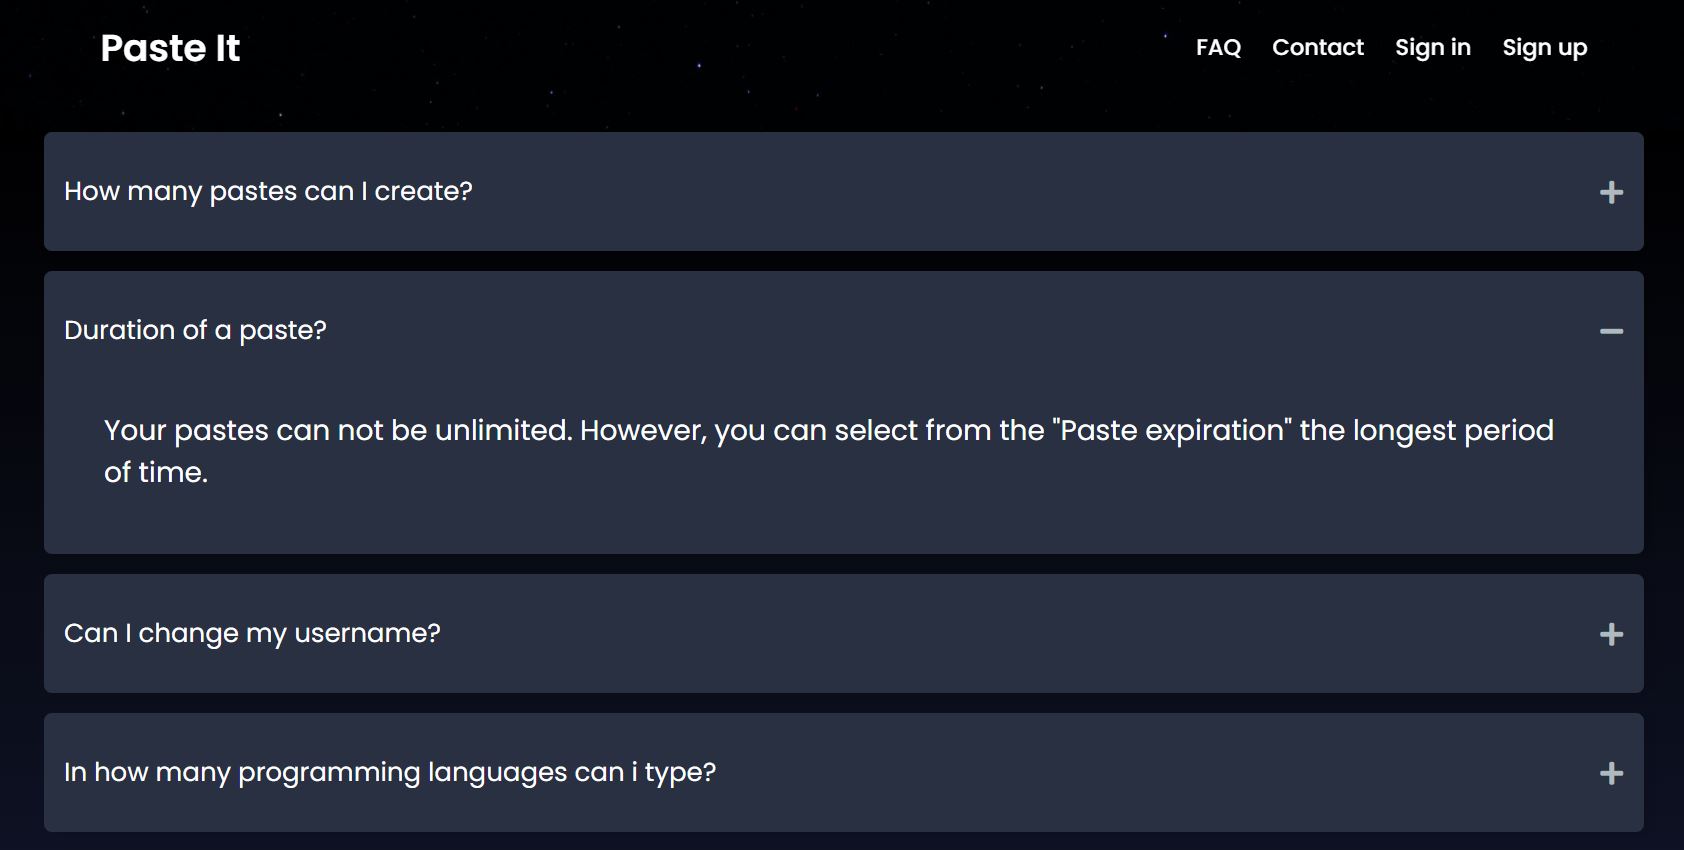 Paste It
FAQ Contact Sign in Sign up
How many pastes can I create?
Duration of a paste?
Your pastes can not be unlimited. However, you can select from the "Paste expiration" the longest period
of time.
Can I change my username?
In how many programming languages can i type?